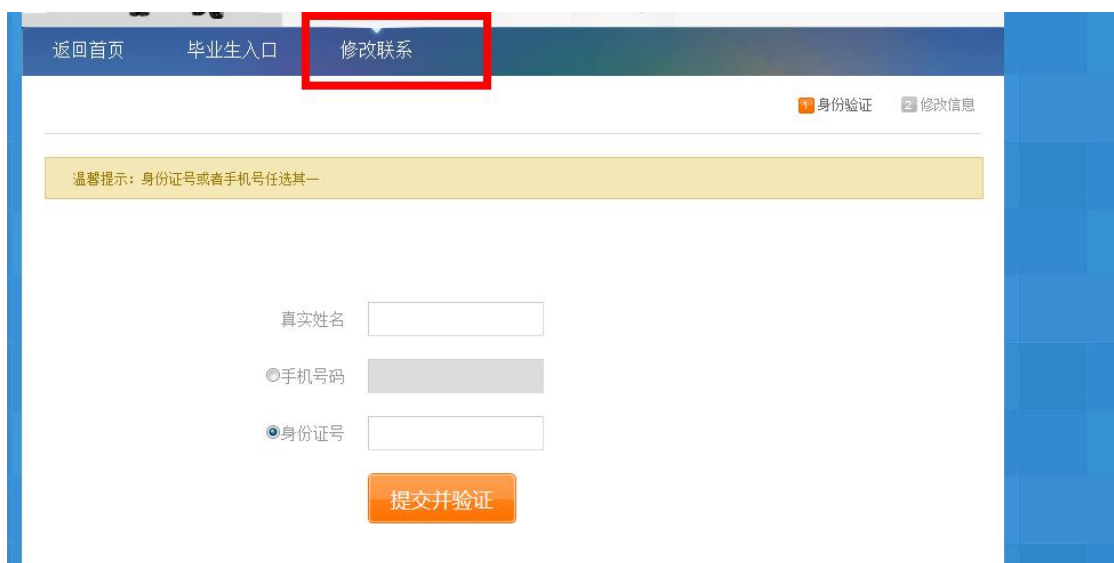 返回首页 毕业生入口 修改联系
1 身份验证 2 修改信息
温馨提示：身份证号或者手机号任选其一
真实姓名
手机号码
身份证号
提交并验证